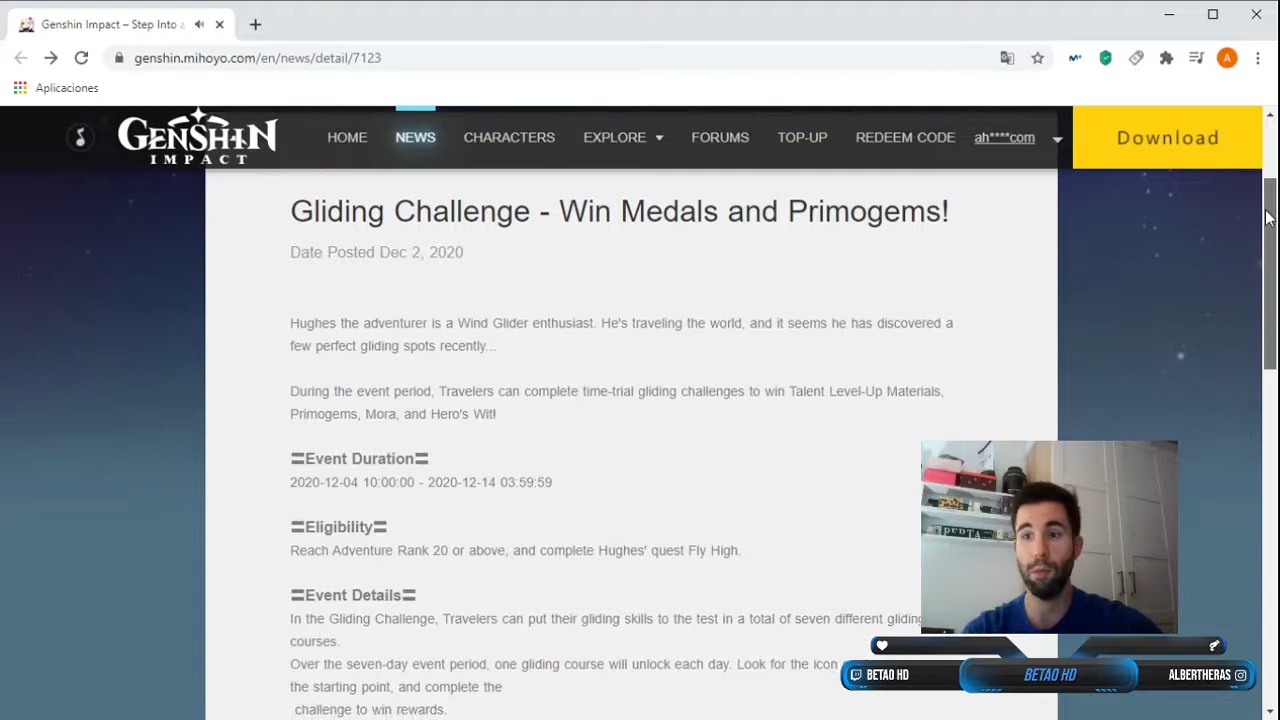 Genshin Impact – Step Into a
genshin.mihoyo.com/en/news/detail/7123
A
Aplicaciones
GENSHIN
IMPACT
HOME
NEWS
CHARACTERS
EXPLORE
FORUMS
TOP-UP
REDEEM CODE
ah****com
Download
Gliding Challenge - Win Medals and Primogems!
Date Posted Dec 2, 2020
Hughes the adventurer is a Wind Glider enthusiast. He's traveling the world, and it seems he has discovered a
few perfect gliding spots recently...
During the event period, Travelers can complete time-trial gliding challenges to win Talent Level-Up Materials,
Primogems, Mora, and Hero's Wit!
〓Event Duration〓
2020-12-04 10:00:00 - 2020-12-14 03:59:59
〓Eligibility〓
Reach Adventure Rank 20 or above, and complete Hughes' quest Fly High.
〓Event Details〓
In the Gliding Challenge, Travelers can put their gliding skills to the test in a total of seven different gliding
courses.
Over the seven-day event period, one gliding course will unlock each day. Look for the icon
the starting point, and complete the
challenge to win rewards.
BETAO HD
BETAO HD
ALBERTHERAS